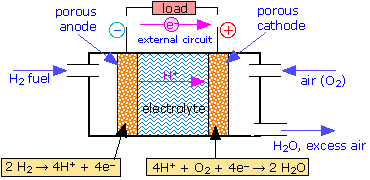 load
porous
anode
−
e⁻
+
porous
cathode
external circuit
H₂ fuel
H⁺
air (O₂)
electrolyte
H₂O, excess air
2 H₂ → 4H⁺ + 4e⁻
4H⁺ + O₂ + 4e⁻ → 2 H₂O